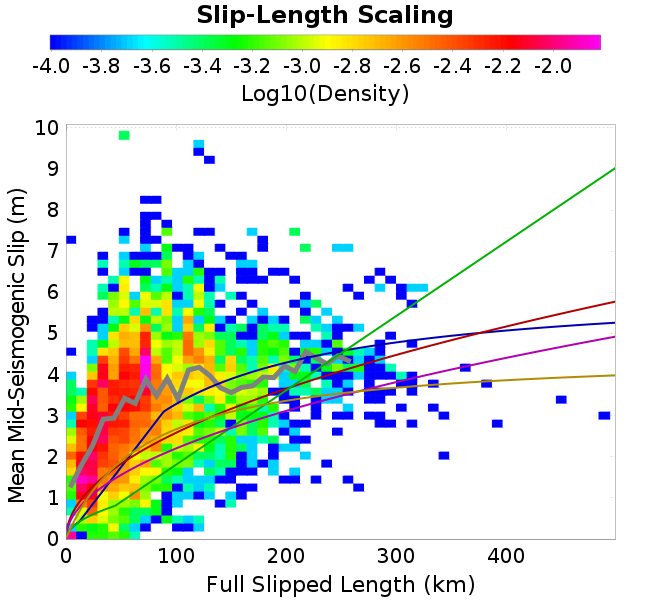 Slip-Length Scaling
-4.0 -3.8 -3.6 -3.4 -3.2 -3.0 -2.8 -2.6 -2.4 -2.2 -2.0
Log10(Density)
10
9
8
7
6
5
4
3
2
1
0
Mean Mid-Seismogenic Slip (m)
0 100 200 300 400
Full Slipped Length (km)